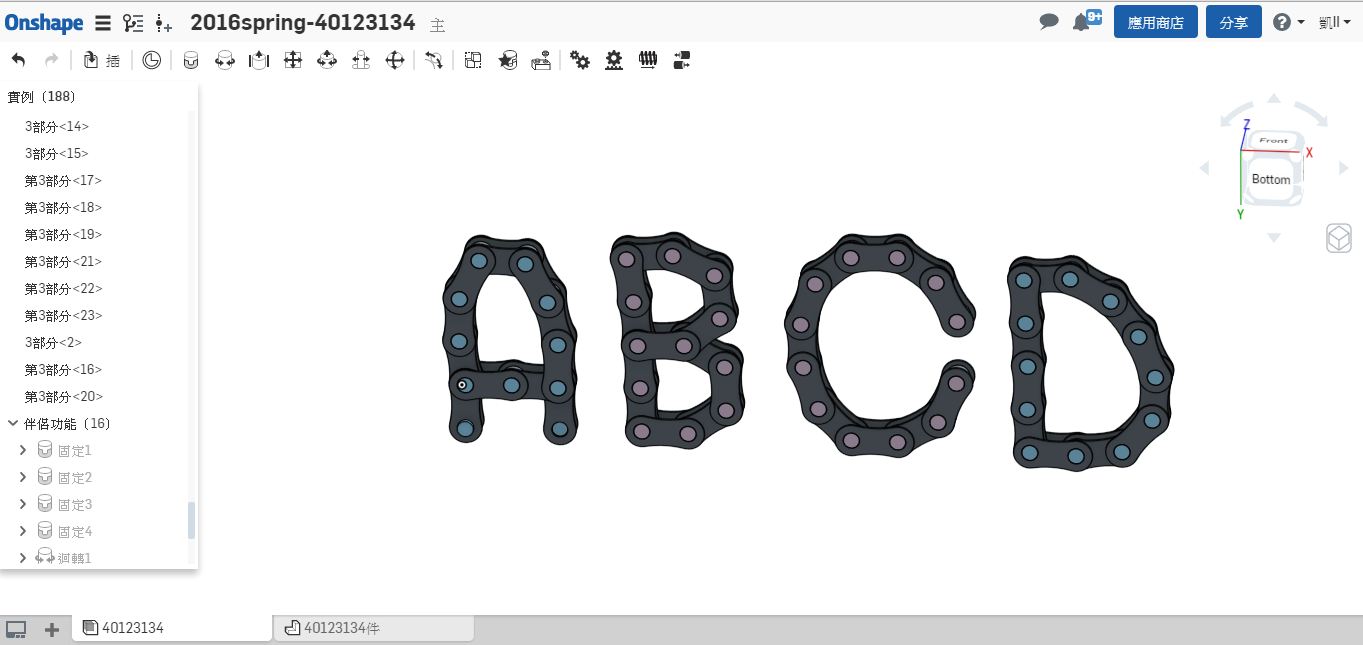 Onshape 2016spring-40123134 主 9+ 應用商店 分享 凱ll
插
實例 (188)
3部分<14>
3部分<15>
第3部分<17>
第3部分<18>
第3部分<19>
第3部分<21>
第3部分<22>
第3部分<23>
3部分<2>
第3部分<16>
第3部分<20>
伴侶功能 (16)
固定1
固定2
固定3
固定4
迴轉1
Z
Front
X
Bottom
Y
ABCD
40123134
40123134件